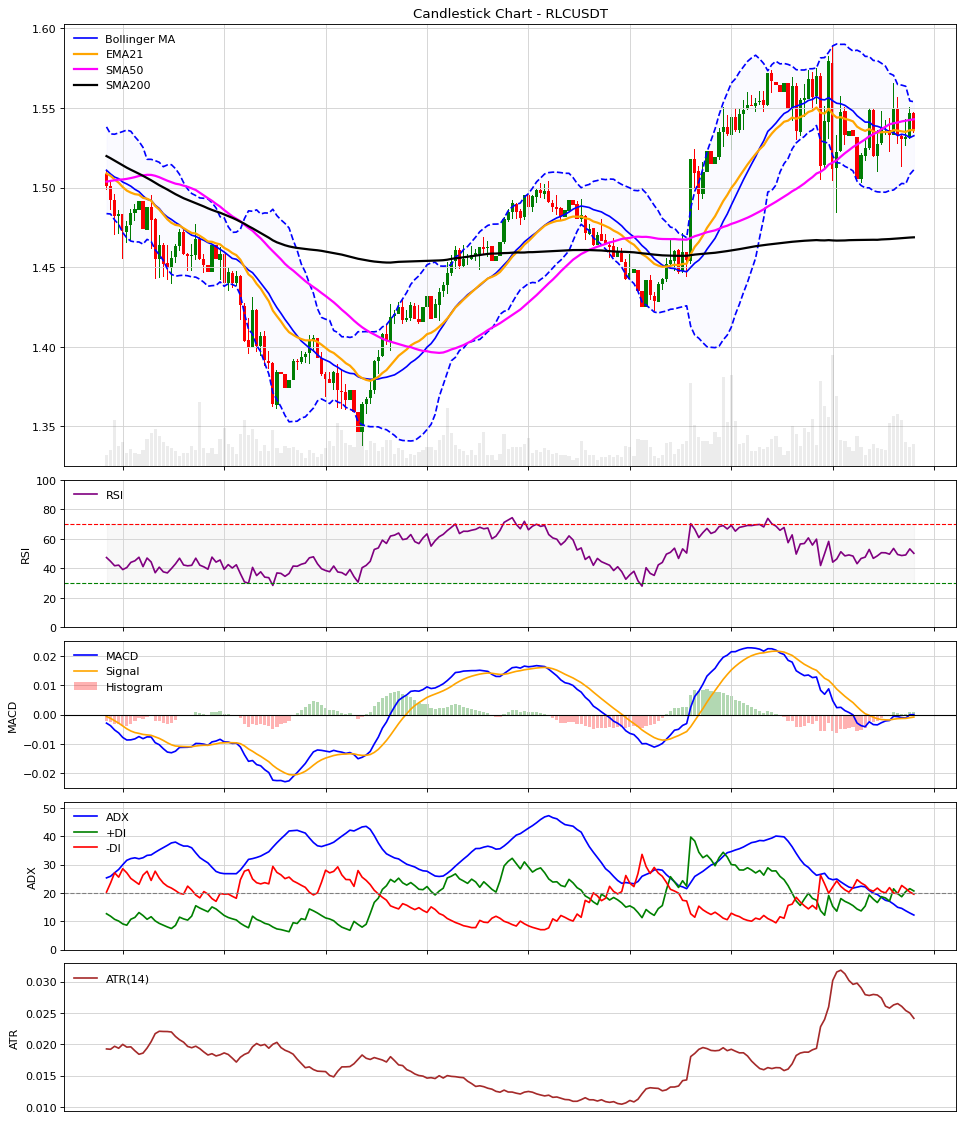 Candlestick Chart - RLCUSDT
1.60
1.55
1.50
1.45
1.40
1.35
Bollinger MA
EMA21
SMA50
SMA200
100
80
60
40
20
0
RSI
RSI
0.02
0.01
0.00
−0.01
−0.02
MACD
MACD
Signal
Histogram
50
40
30
20
10
0
ADX
ADX
+DI
-DI
0.030
0.025
0.020
0.015
0.010
ATR
ATR(14)